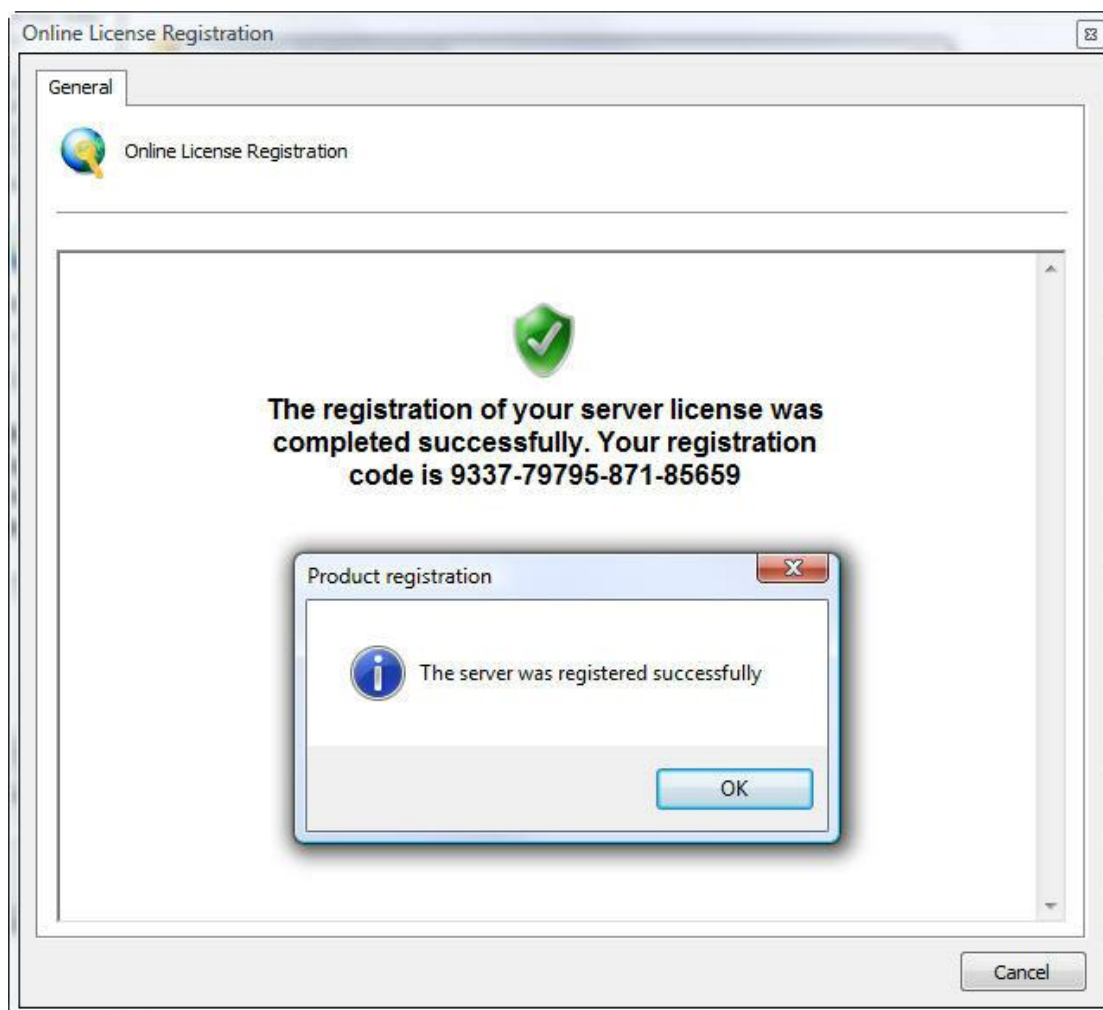 Online License Registration
General
Online License Registration
The registration of your server license was
completed successfully. Your registration
code is 9337-79795-871-85659
Product registration
The server was registered successfully
OK
Cancel